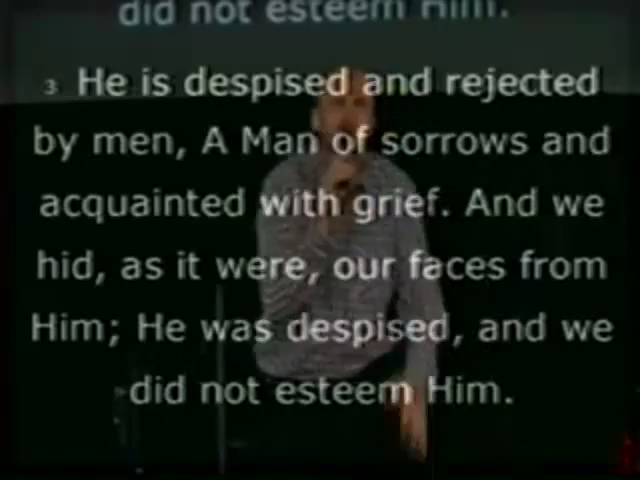 did not esteem Him.
3 He is despised and rejected
by men, A Man of sorrows and
acquainted with grief. And we
hid, as it were, our faces from
Him; He was despised, and we
did not esteem Him.